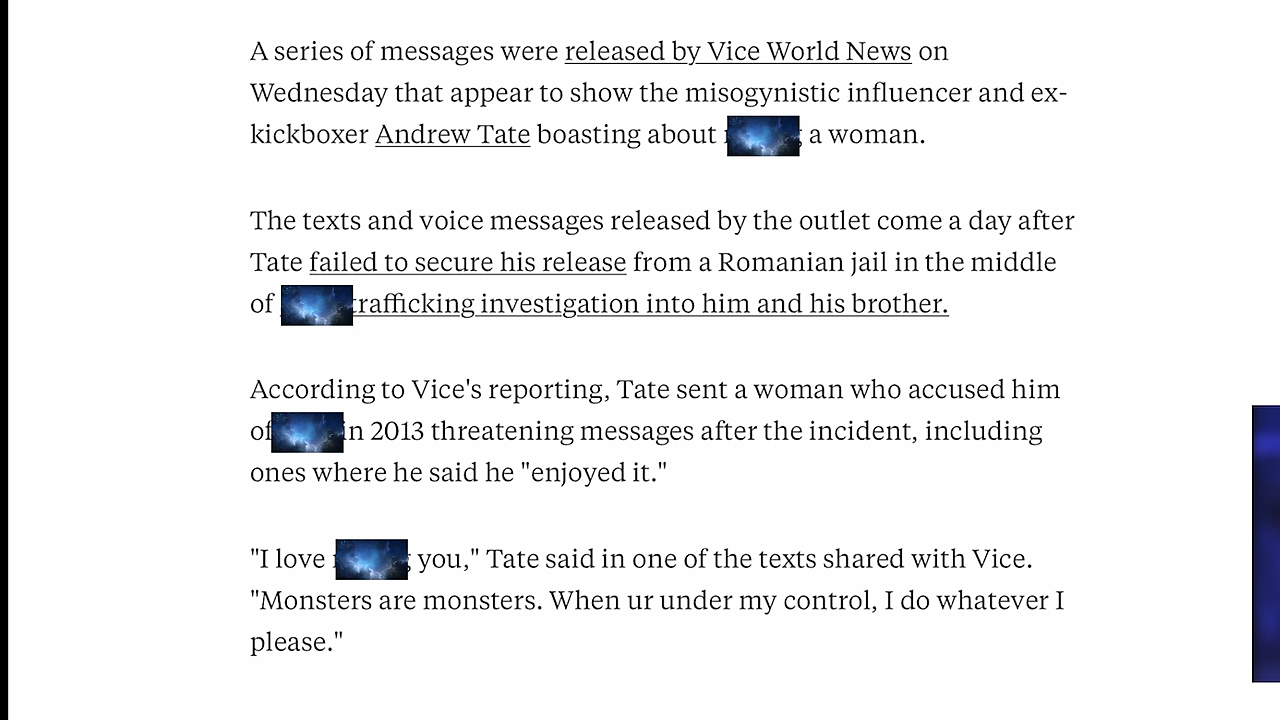 A series of messages were released by Vice World News on
Wednesday that appear to show the misogynistic influencer and ex-
kickboxer Andrew Tate boasting about a woman.
The texts and voice messages released by the outlet come a day after
Tate failed to secure his release from a Romanian jail in the middle
of trafficking investigation into him and his brother.
According to Vice's reporting, Tate sent a woman who accused him
of in 2013 threatening messages after the incident, including
ones where he said he "enjoyed it."
"I love you," Tate said in one of the texts shared with Vice.
"Monsters are monsters. When ur under my control, I do whatever I
please."